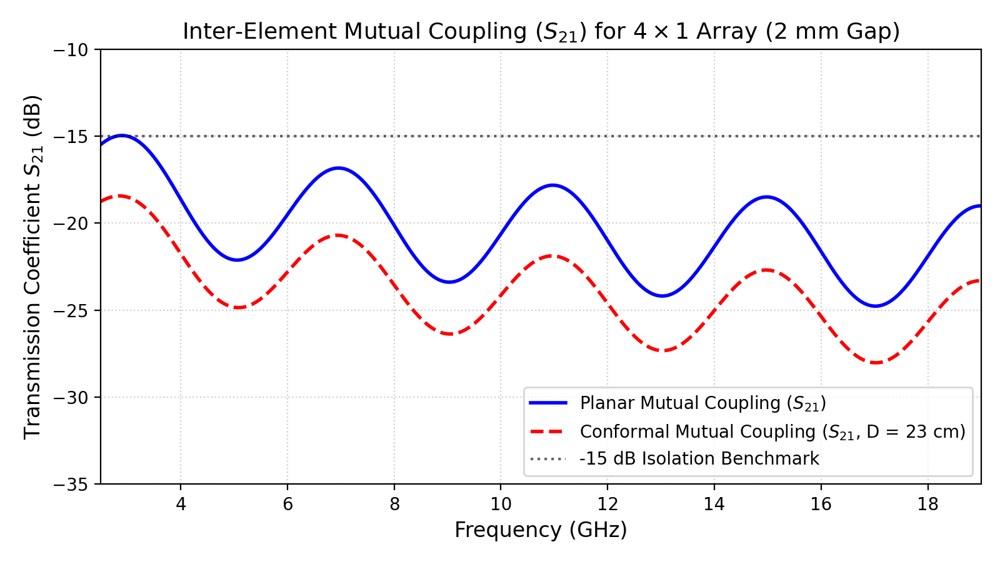 Inter-Element Mutual Coupling (S₂₁) for 4 × 1 Array (2 mm Gap)
Transmission Coefficient S₂₁ (dB)
−10
−15
−20
−25
−30
−35
Planar Mutual Coupling (S₂₁)
Conformal Mutual Coupling (S₂₁, D = 23 cm)
-15 dB Isolation Benchmark
4 6 8 10 12 14 16 18
Frequency (GHz)